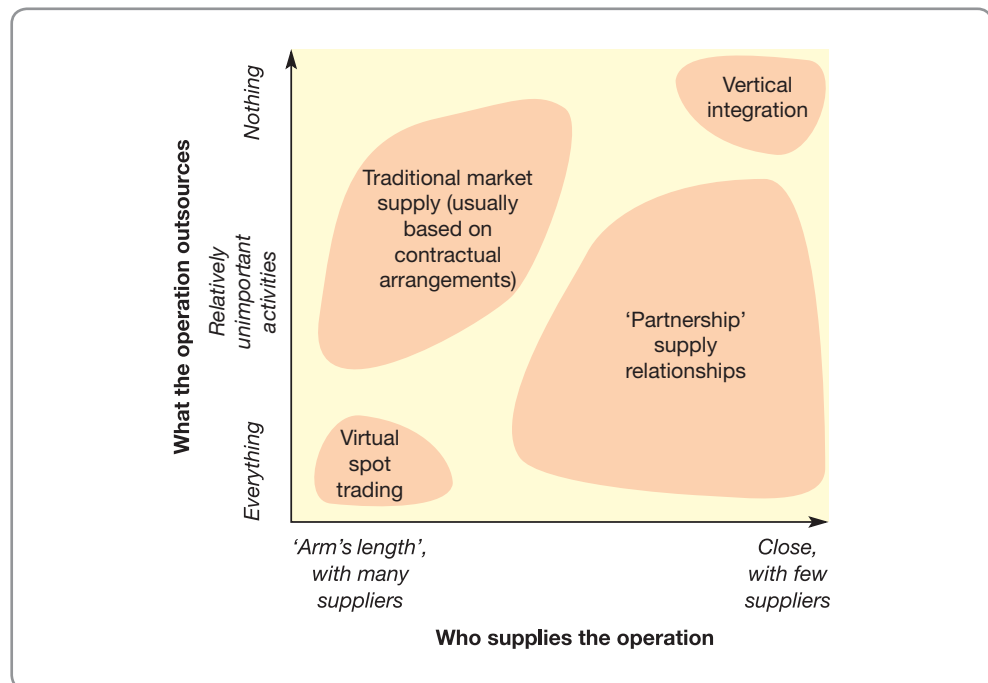 What the operation outsources
Nothing
Relatively
unimportant
activities
Everything
Vertical
integration
Traditional market
supply (usually
based on
contractual
arrangements)
‘Partnership’
supply
relationships
Virtual
spot
trading
‘Arm’s length’,
with many
suppliers
Close,
with few
suppliers
Who supplies the operation